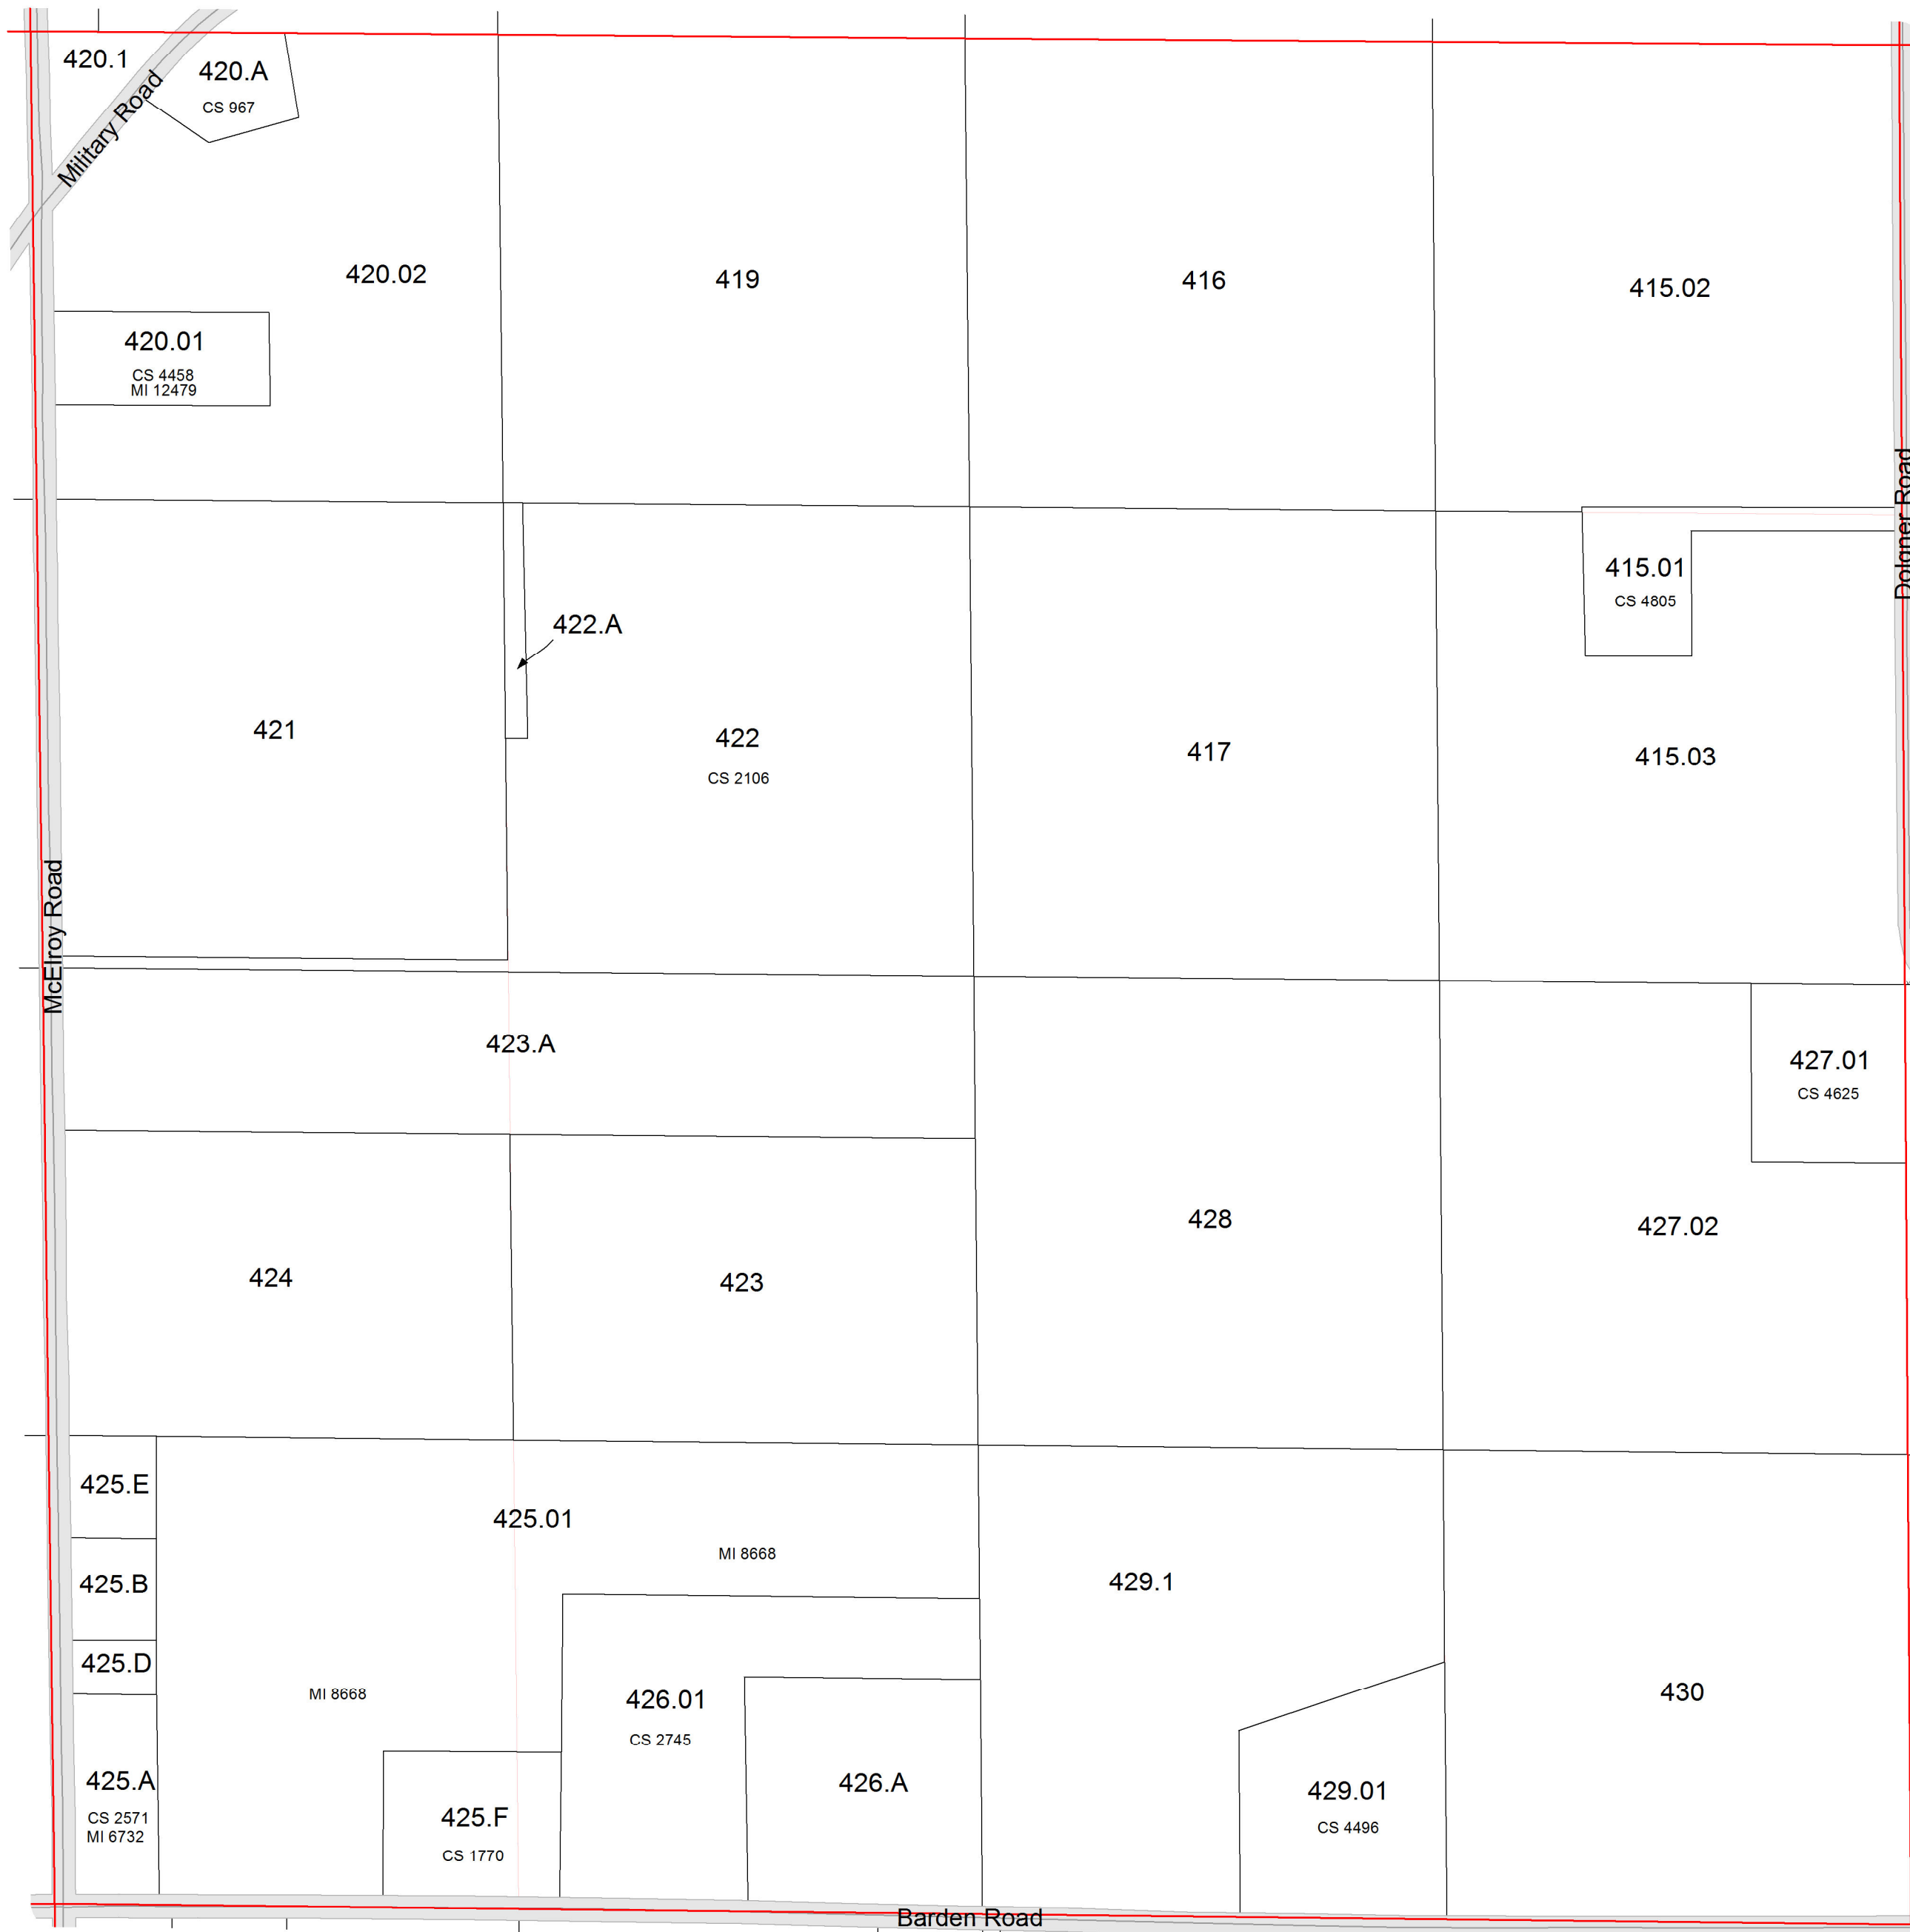 420.1
420.A
CS 967
Military Road
420.02
419
416
415.02
420.01
CS 4458
MI 12479
Dolgner Road
415.01
CS 4805
422.A
421
422
CS 2106
417
415.03
McElroy Road
423.A
427.01
CS 4625
428
427.02
424
423
425.E
425.01
MI 8668
425.B
429.1
425.D
MI 8668
426.01
CS 2745
430
425.A
CS 2571
MI 6732
425.F
CS 1770
426.A
429.01
CS 4496
Barden Road